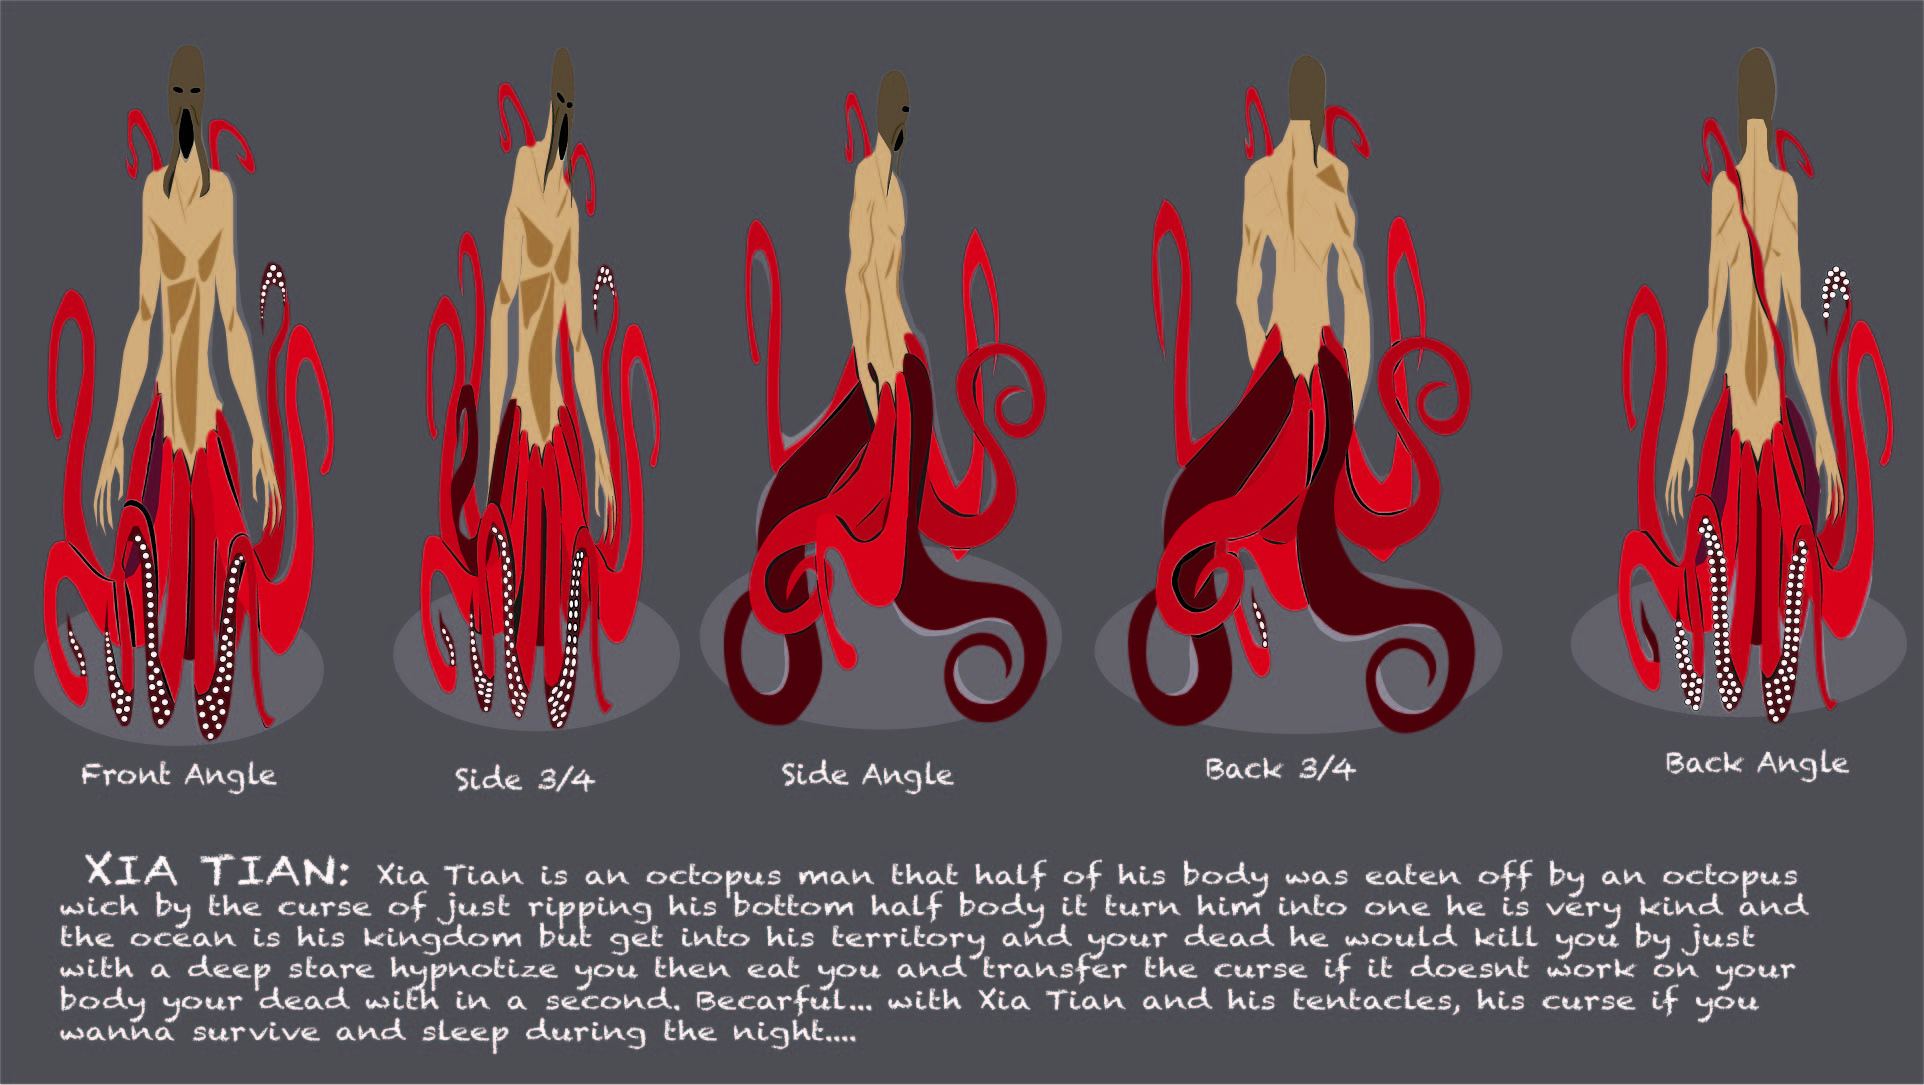 Front Angle
Side 3/4
Side Angle
Back 3/4
Back Angle
XIA TIAN: Xia Tian is an octopus man that half of his body was eaten off by an octopus
wich by the curse of just ripping his bottom half body it turn him into one he is very kind and
the ocean is his kingdom but get into his territory and your dead he would kill you by just
with a deep stare hypnotize you then eat you and transfer the curse if it doesnt work on your
body your dead with in a second. Becarful... with Xia Tian and his tentacles, his curse if you
wanna survive and sleep during the night....